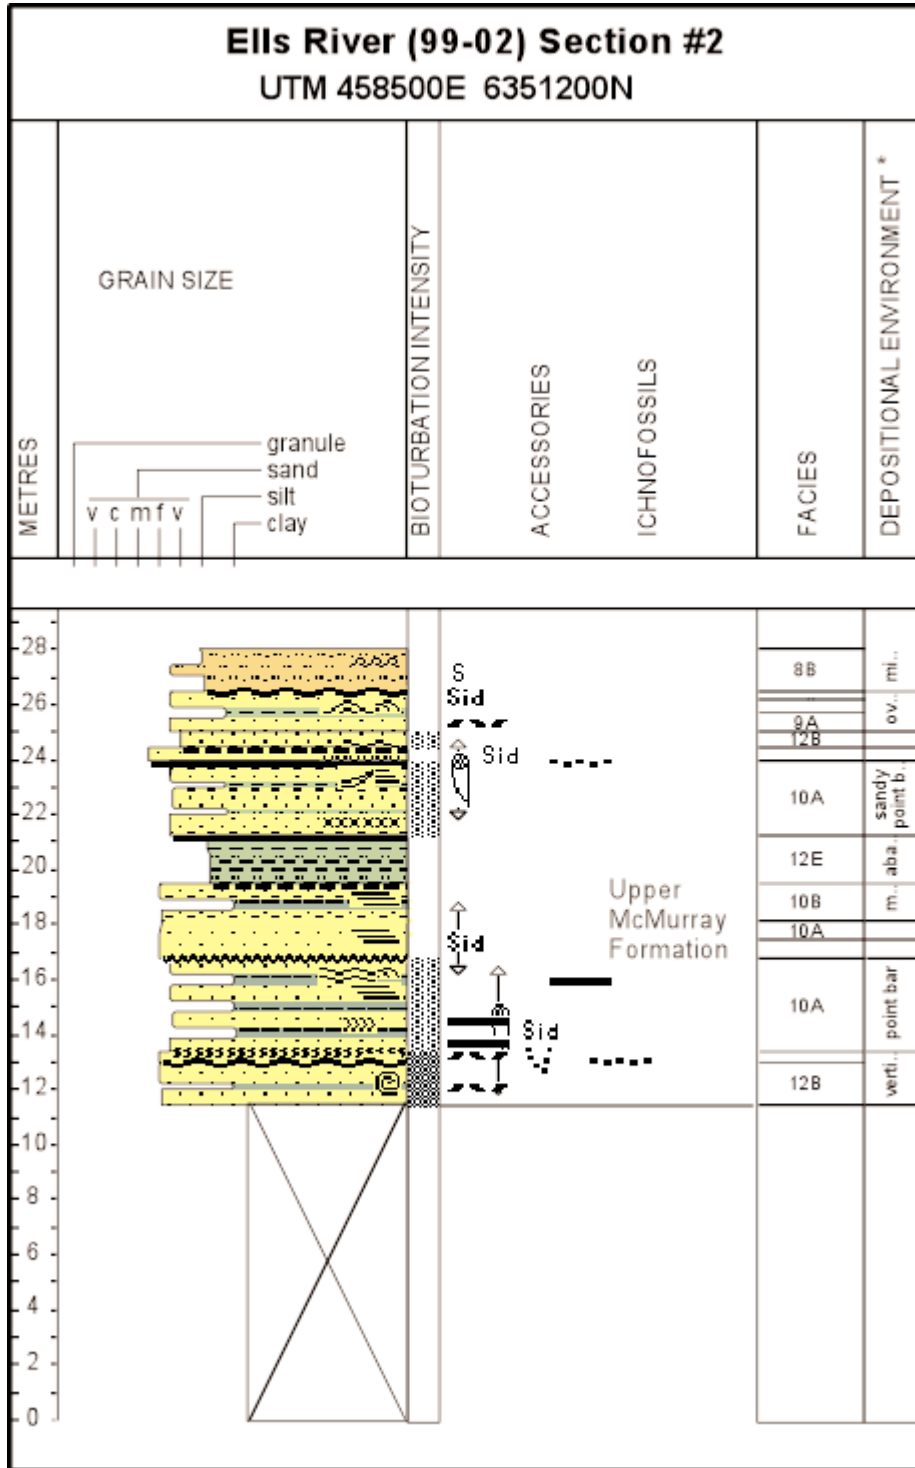 Ells River (99-02) Section #2
UTM 458500E 6351200N
METRES
GRAIN SIZE
granule
sand
silt
clay
v c m f v
BIOTURBATION INTENSITY
ACCESSORIES
ICHNOFOSSILS
FACIES
DEPOSITIONAL ENVIRONMENT *
28
26
24
22
20
18
16
14
12
10
8
6
4
2
0
S
Sid
Sid
Sid
Sid
Upper
McMurray
Formation
8B
9A
12B
10A
12E
10B
10A
10A
12B
mi..
ov..
sandy
point b..
aba..
m..
point bar
verti..